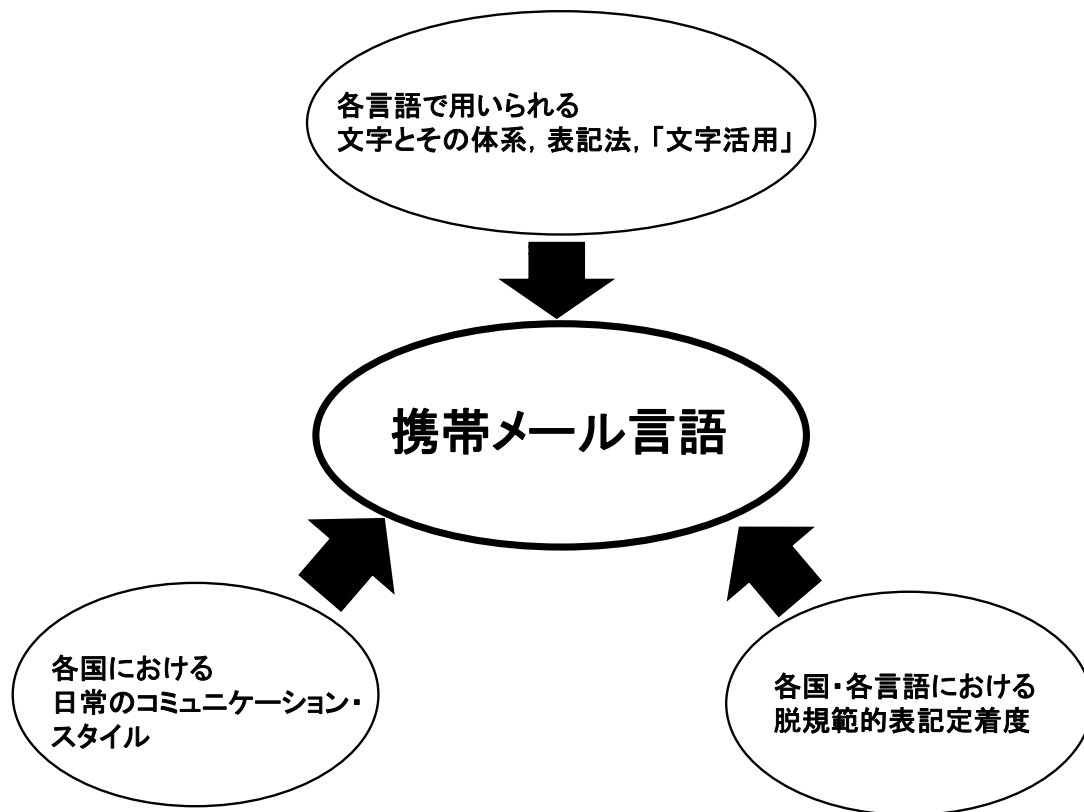 各言語で用いられる
文字とその体系，表記法，「文字活用」
携帯メール言語
各国における
日常のコミュニケーション・
スタイル
各国・各言語における
脱規範的表記定着度